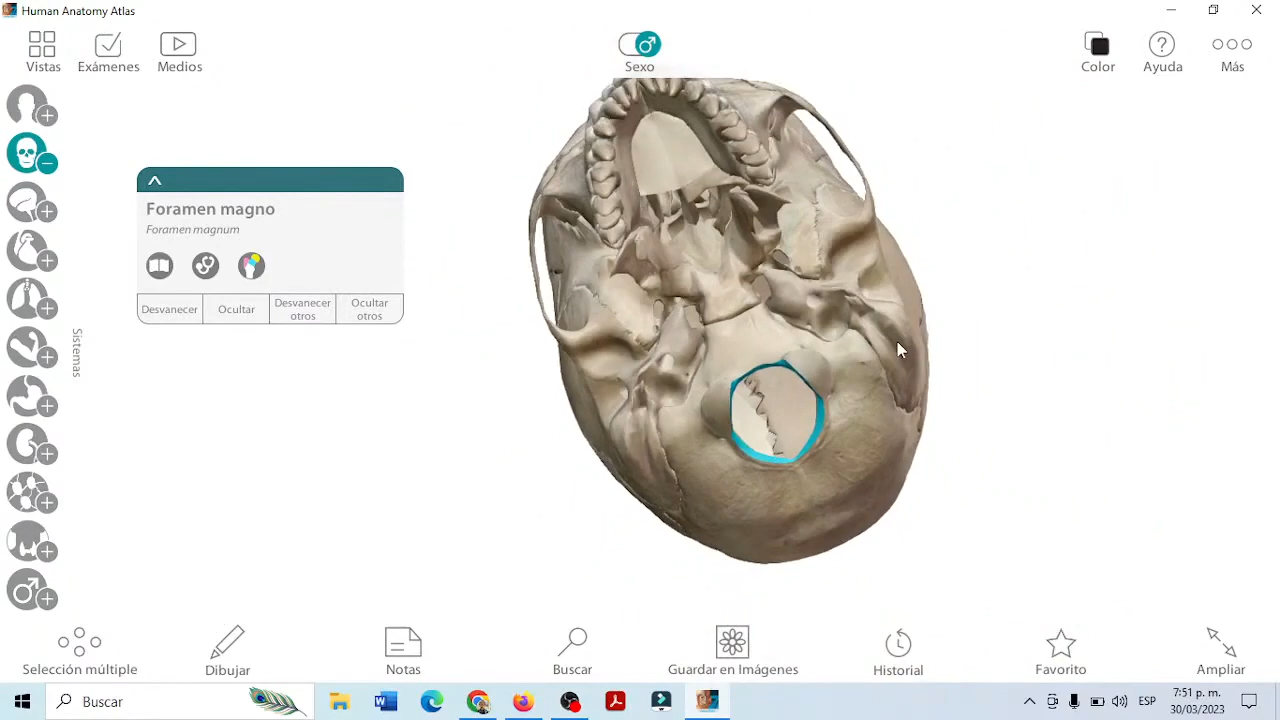 Human Anatomy Atlas
Vistas
Exámenes
Medios
Sexo
Color
Ayuda
Más
Foramen magno
Foramen magnum
Desvanecer
Ocultar
Desvanecer
otros
Ocultar
otros
Sistemas
Selección múltiple
Dibujar
Notas
Buscar
Guardar en Imágenes
Historial
Favorito
Ampliar
Buscar
ESP
7:51 p. m.
30/03/2023